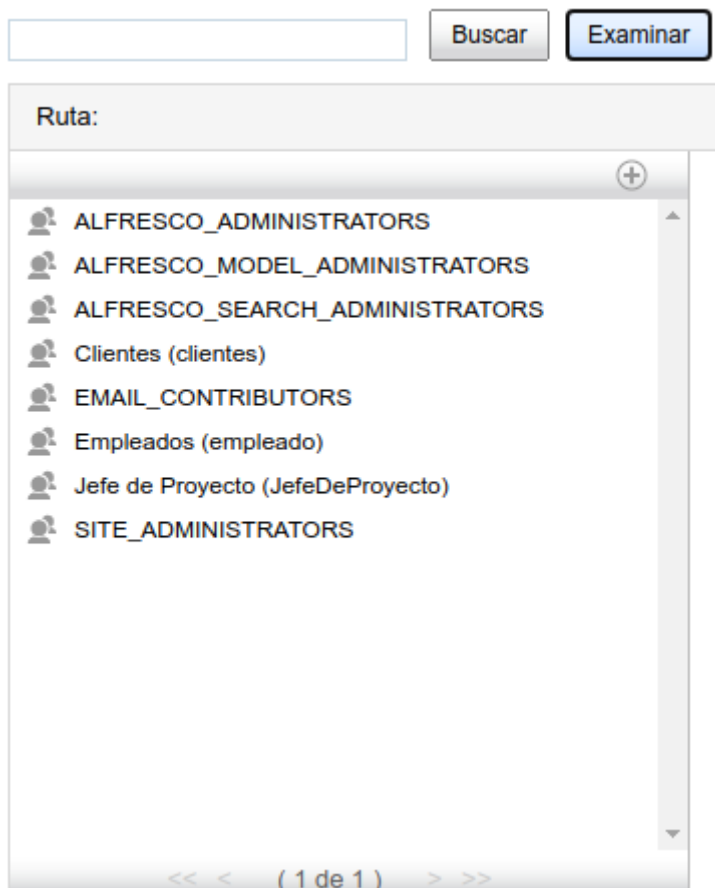 Buscar Examinar
Ruta:
ALFRESCO_ADMINISTRATORS
ALFRESCO_MODEL_ADMINISTRATORS
ALFRESCO_SEARCH_ADMINISTRATORS
Clientes (clientes)
EMAIL_CONTRIBUTORS
Empleados (empleado)
Jefe de Proyecto (JefeDeProyecto)
SITE_ADMINISTRATORS
<< < ( 1 de 1 ) > >>